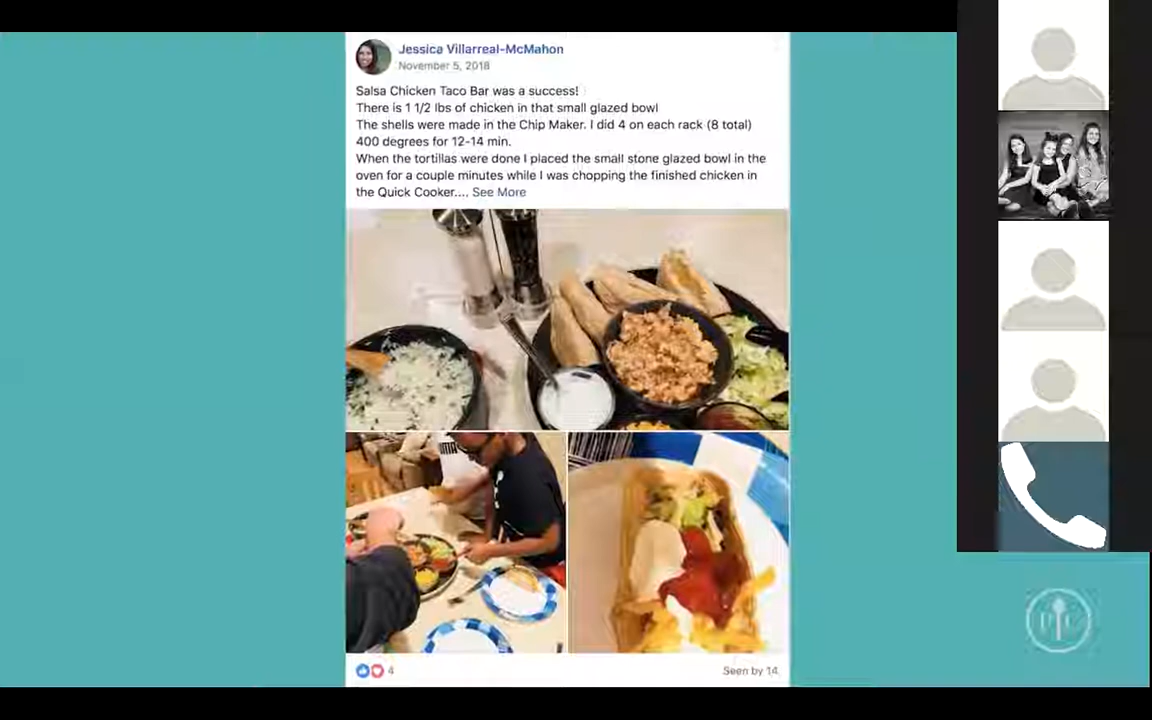 Jessica Villarreal-McMahon
November 5, 2018
Salsa Chicken Taco Bar was a success!
There is 1 1/2 lbs of chicken in that small glazed bowl
The shells were made in the Chip Maker. I did 4 on each rack (8 total)
400 degrees for 12-14 min.
When the tortillas were done I placed the small stone glazed bowl in the
oven for a couple minutes while I was chopping the finished chicken in
the Quick Cooker.... See More
4
Seen by 14